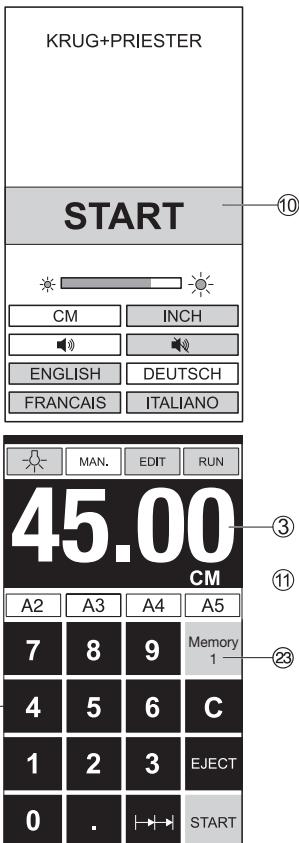 KRUG+PRIESTER
START
10
CM INCH
ENGLISH DEUTSCH
FRANCAIS ITALIANO
MAN. EDIT RUN
45.00
3
CM
11
A2 A3 A4 A5
7 8 9 Memory 1
23
4 5 6 C
1 2 3 EJECT
0 . START